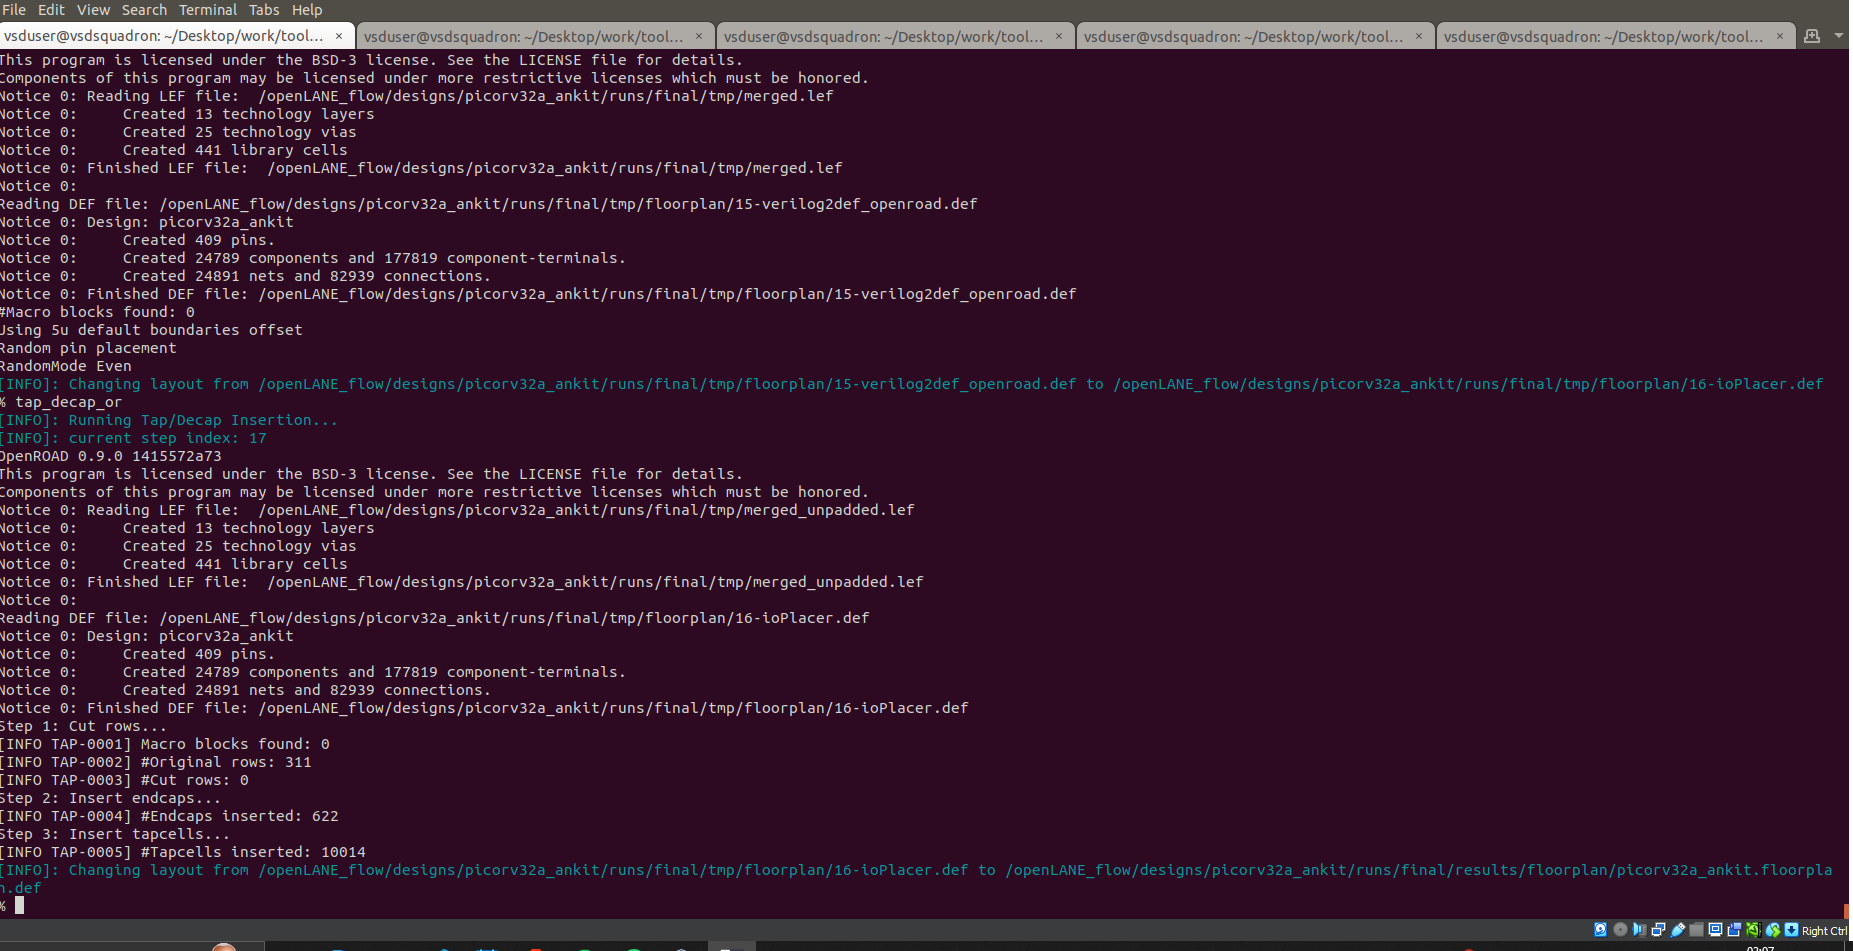 File Edit View Search Terminal Tabs Help
vsduser@vsdsquadron: ~/Desktop/work/tool... × vsduser@vsdsquadron: ~/Desktop/work/tool... × vsduser@vsdsquadron: ~/Desktop/work/tool... × vsduser@vsdsquadron: ~/Desktop/work/tool... × vsduser@vsdsquadron: ~/Desktop/work/tool... ×
This program is licensed under the BSD-3 license. See the LICENSE file for details.
Components of this program may be licensed under more restrictive licenses which must be honored.
Notice 0: Reading LEF file:  /openLANE_flow/designs/picorv32a_ankit/runs/final/tmp/merged.lef
Notice 0:     Created 13 technology layers
Notice 0:     Created 25 technology vias
Notice 0:     Created 441 library cells
Notice 0: Finished LEF file:  /openLANE_flow/designs/picorv32a_ankit/runs/final/tmp/merged.lef
Notice 0:
Reading DEF file: /openLANE_flow/designs/picorv32a_ankit/runs/final/tmp/floorplan/15-verilog2def_openroad.def
Notice 0: Design: picorv32a_ankit
Notice 0:     Created 409 pins.
Notice 0:     Created 24789 components and 177819 component-terminals.
Notice 0:     Created 24891 nets and 82939 connections.
Notice 0: Finished DEF file: /openLANE_flow/designs/picorv32a_ankit/runs/final/tmp/floorplan/15-verilog2def_openroad.def
#Macro blocks found: 0
Using 5u default boundaries offset
Random pin placement
RandomMode Even
[INFO]: Changing layout from /openLANE_flow/designs/picorv32a_ankit/runs/final/tmp/floorplan/15-verilog2def_openroad.def to /openLANE_flow/designs/picorv32a_ankit/runs/final/tmp/floorplan/16-ioPlacer.def
% tap_decap_or
[INFO]: Running Tap/Decap Insertion...
[INFO]: current step index: 17
OpenROAD 0.9.0 1415572a73
This program is licensed under the BSD-3 license. See the LICENSE file for details.
Components of this program may be licensed under more restrictive licenses which must be honored.
Notice 0: Reading LEF file:  /openLANE_flow/designs/picorv32a_ankit/runs/final/tmp/merged_unpadded.lef
Notice 0:     Created 13 technology layers
Notice 0:     Created 25 technology vias
Notice 0:     Created 441 library cells
Notice 0: Finished LEF file:  /openLANE_flow/designs/picorv32a_ankit/runs/final/tmp/merged_unpadded.lef
Notice 0:
Reading DEF file: /openLANE_flow/designs/picorv32a_ankit/runs/final/tmp/floorplan/16-ioPlacer.def
Notice 0: Design: picorv32a_ankit
Notice 0:     Created 409 pins.
Notice 0:     Created 24789 components and 177819 component-terminals.
Notice 0:     Created 24891 nets and 82939 connections.
Notice 0: Finished DEF file: /openLANE_flow/designs/picorv32a_ankit/runs/final/tmp/floorplan/16-ioPlacer.def
Step 1: Cut rows...
[INFO TAP-0001] Macro blocks found: 0
[INFO TAP-0002] #Original rows: 311
[INFO TAP-0003] #Cut rows: 0
Step 2: Insert endcaps...
[INFO TAP-0004] #Endcaps inserted: 622
Step 3: Insert tapcells...
[INFO TAP-0005] #Tapcells inserted: 10014
[INFO]: Changing layout from /openLANE_flow/designs/picorv32a_ankit/runs/final/tmp/floorplan/16-ioPlacer.def to /openLANE_flow/designs/picorv32a_ankit/runs/final/results/floorplan/picorv32a_ankit.floorpla
n.def
%
Right Ctrl